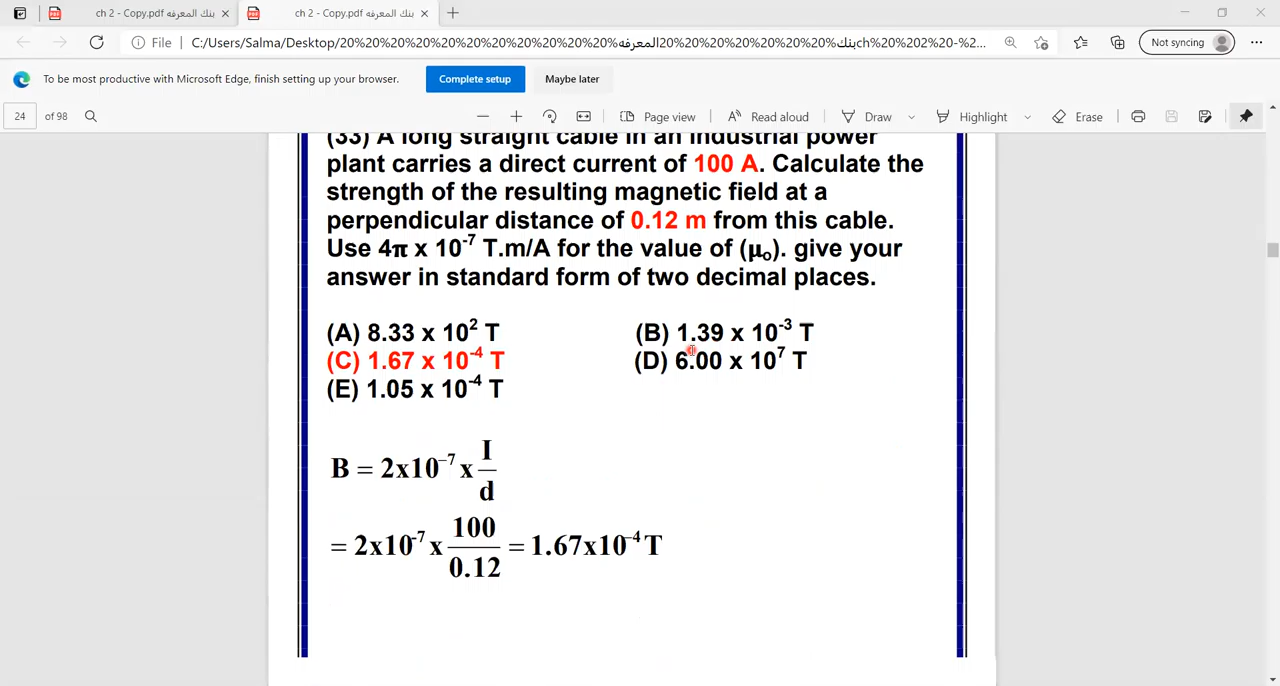 ch 2 - Copy.pdf بنك المعرفه
ch 2 - Copy.pdf بنك المعرفه
File C:/Users/Salma/Desktop/20%20%20%20%20%20%20%20%20%20%20%20%المعرفه20%20%20%20%20%20%20%بنكch%20%202%20-%2...
Not syncing
To be most productive with Microsoft Edge, finish setting up your browser.
Complete setup
Maybe later
24 of 98
Page view
Read aloud
Draw
Highlight
Erase
(33) A long straight cable in an industrial power
plant carries a direct current of 100 A. Calculate the
strength of the resulting magnetic field at a
perpendicular distance of 0.12 m from this cable.
Use 4π x 10⁻⁷ T.m/A for the value of (μₒ). give your
answer in standard form of two decimal places.
(A) 8.33 x 10² T (B) 1.39 x 10⁻³ T
(C) 1.67 x 10⁻⁴ T (D) 6.00 x 10⁷ T
(E) 1.05 x 10⁻⁴ T
B = 2x10⁻⁷ x I/d
= 2x10⁻⁷ x 100/0.12 = 1.67x10⁻⁴ T